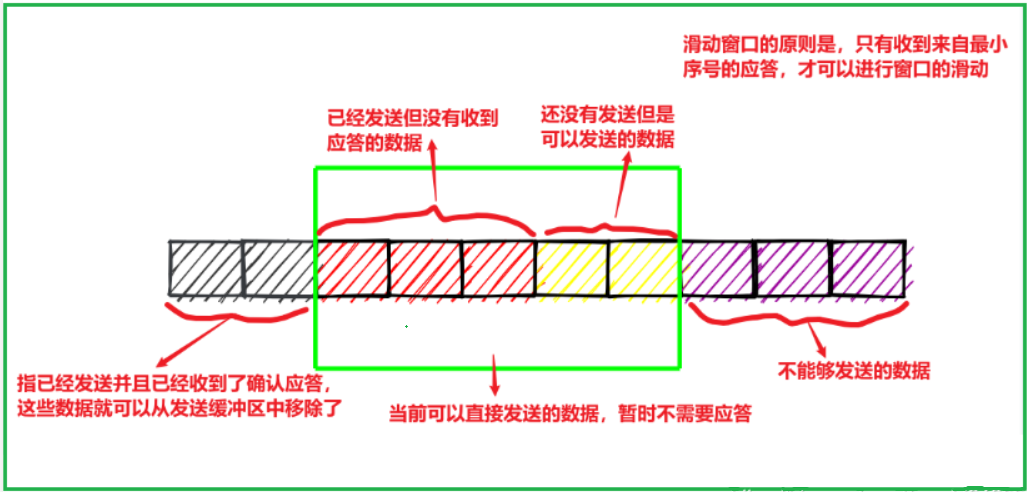 滑动窗口的原则是，只有收到来自最小
序号的应答，才可以进行窗口的滑动
已经发送但没有收到
应答的数据
还没有发送但是
可以发送的数据
指已经发送并且已经收到了确认应答，
这些数据就可以从发送缓冲区中移除了
当前可以直接发送的数据，暂时不需要应答
不能够发送的数据